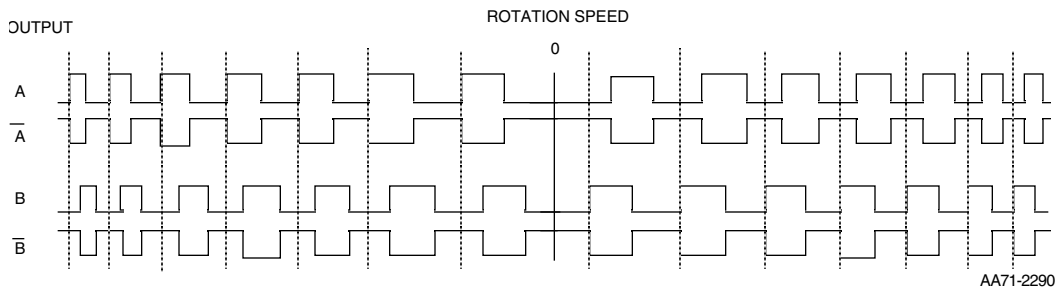 ROTATION SPEED
OUTPUT
0
A
A̅
B
B̅
AA71-2290